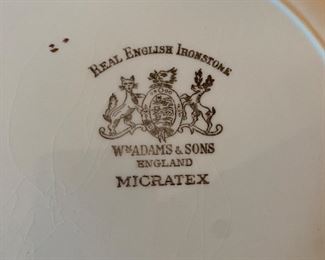 REAL ENGLISH IRONSTONE
WM ADAMS & SONS
ENGLAND
MICRATEX